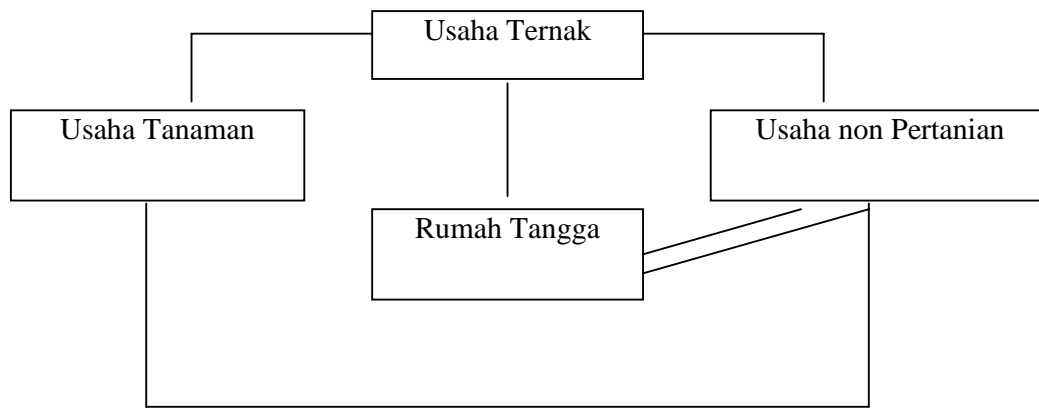 Usaha Ternak
Usaha Tanaman
Usaha non Pertanian
Rumah Tangga